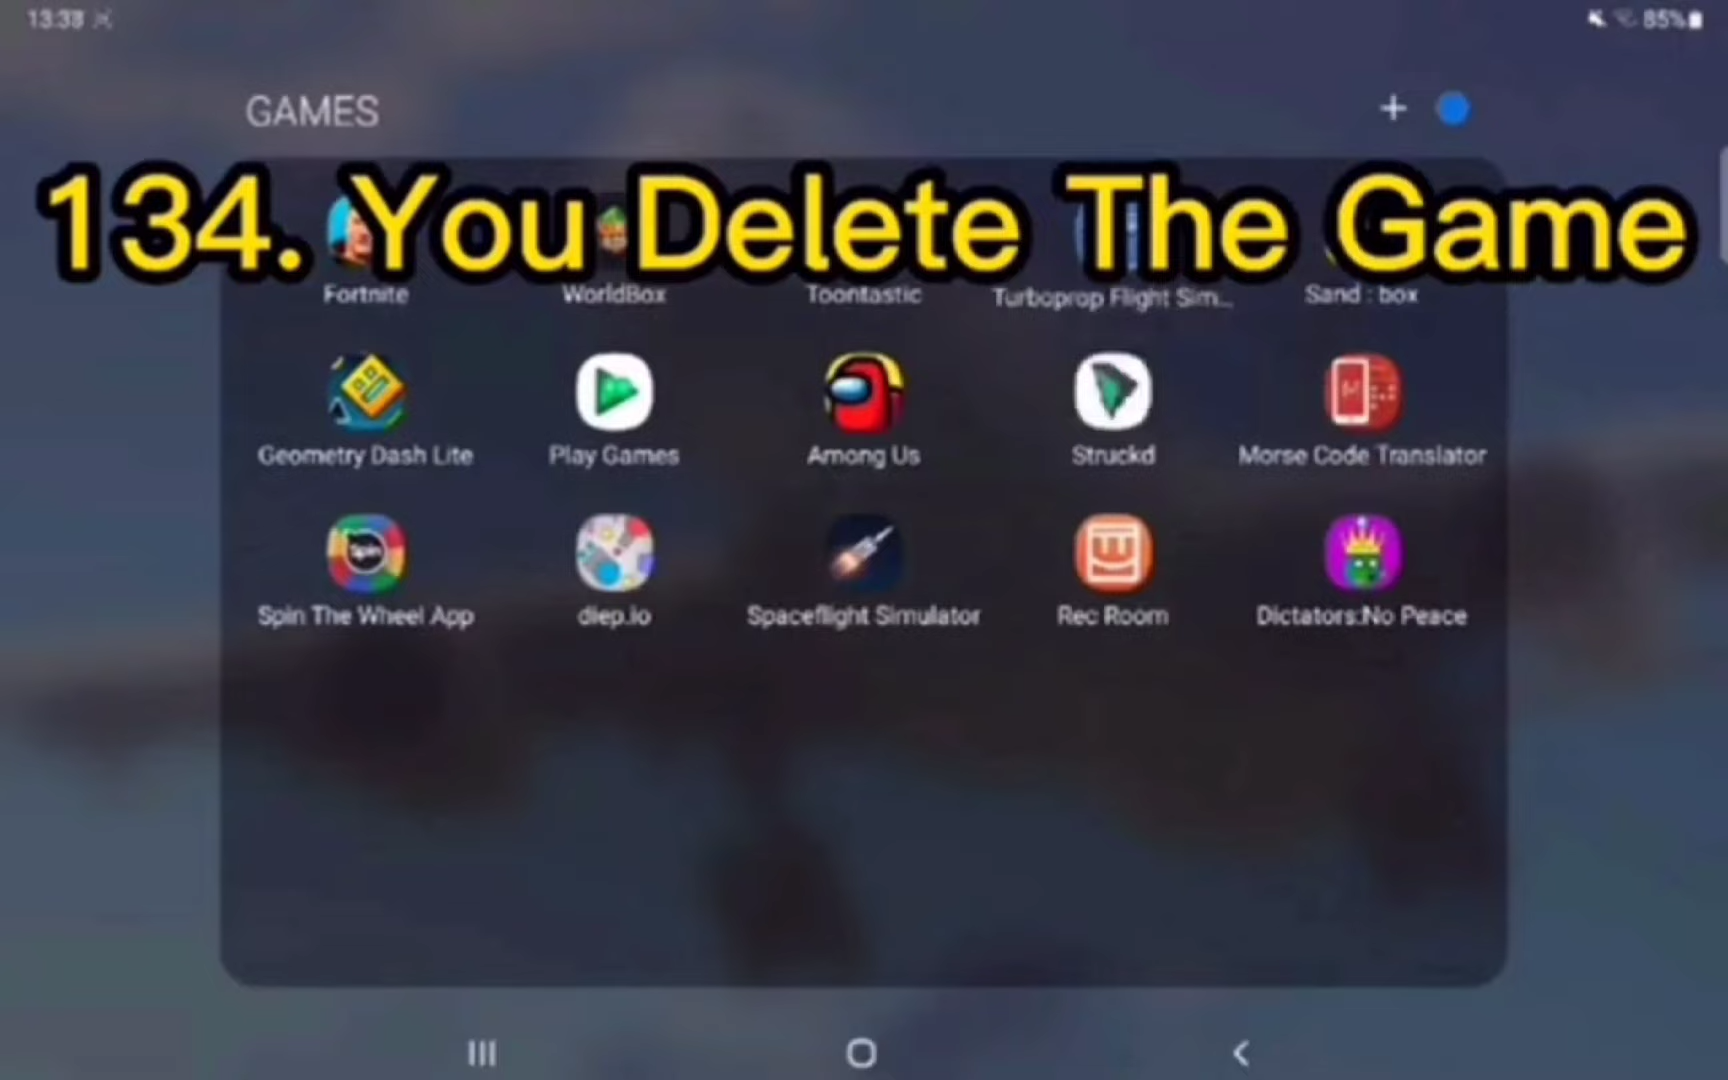 13:38
85%
GAMES
134. You Delete The Game
Fortnite
WorldBox
Toontastic
Turboprop Flight Sim...
Sand : box
Geometry Dash Lite
Play Games
Among Us
Struckd
Morse Code Translator
Spin
Spin The Wheel App
diep.io
Spaceflight Simulator
Rec Room
Dictators:No Peace